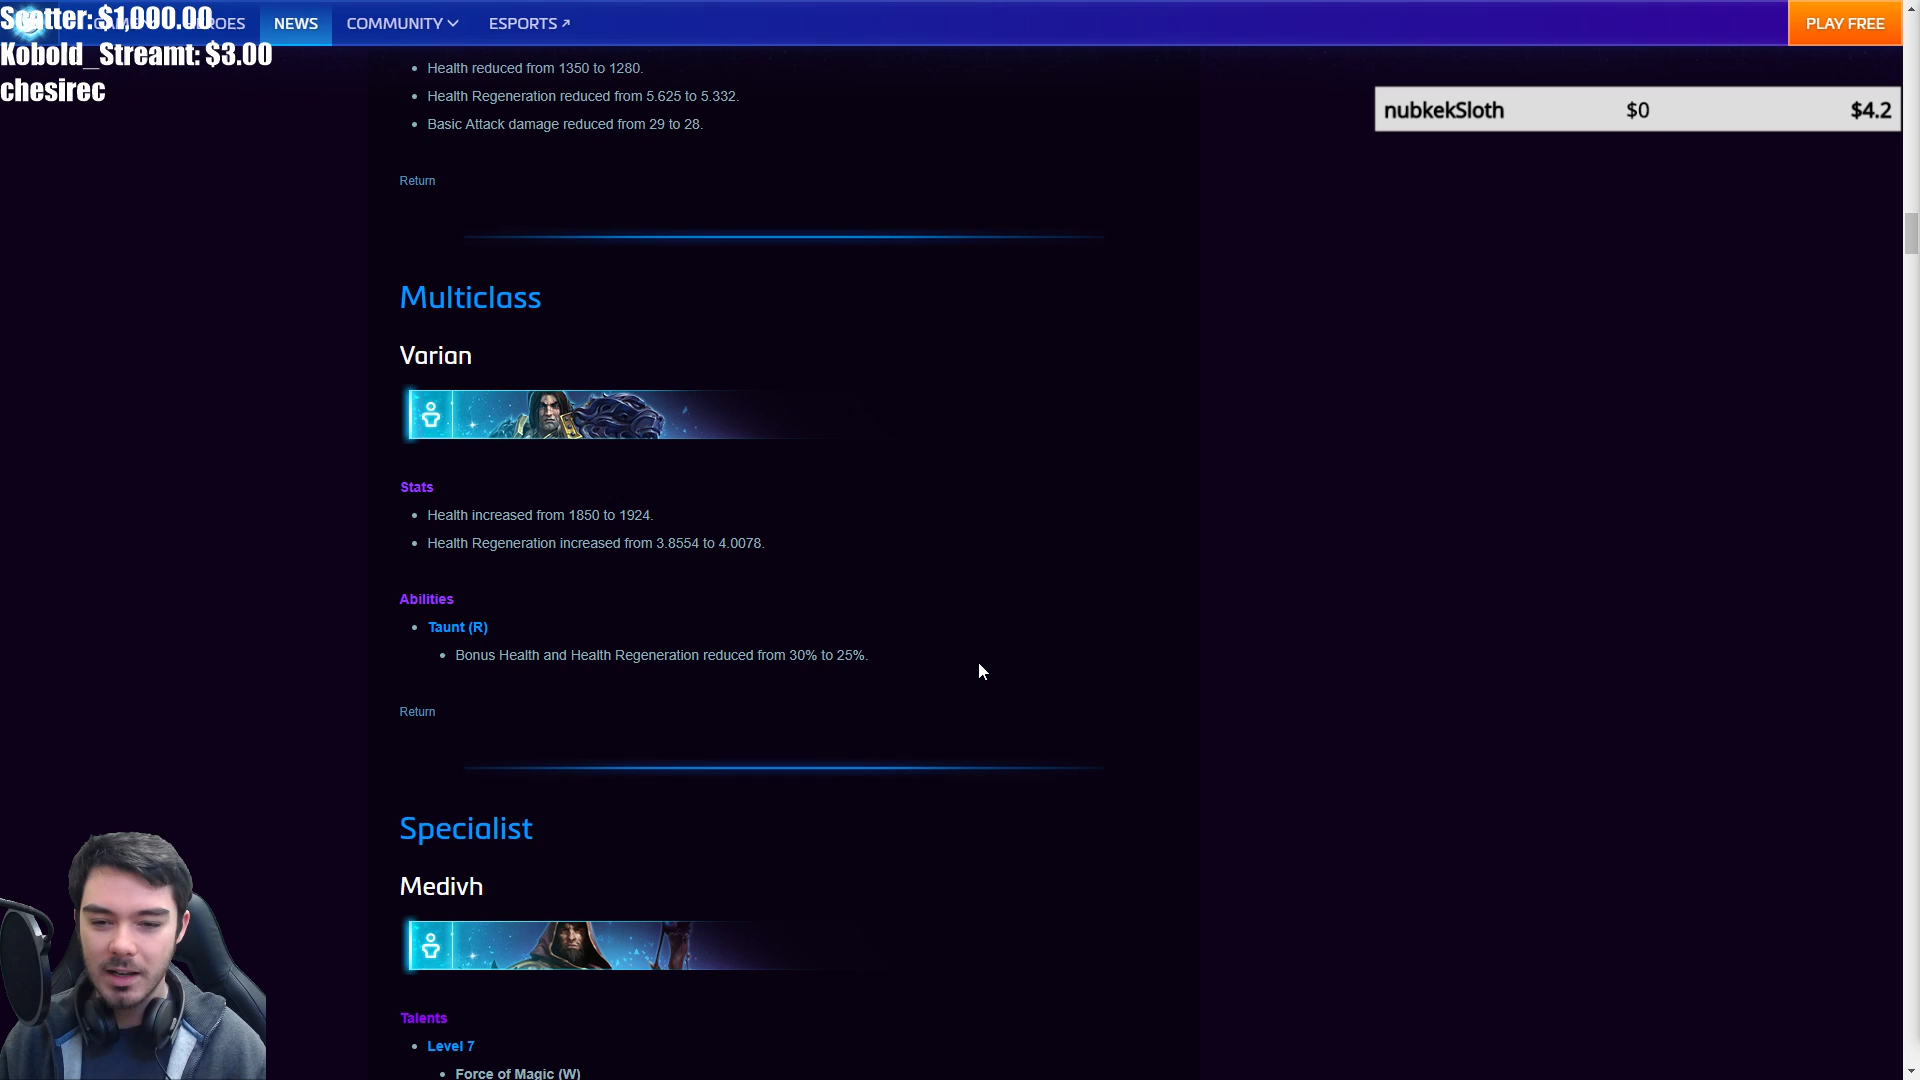 Scatter: $1,000.00
NEWS
COMMUNITY
ESPORTS
PLAY FREE
Kobold_Streamt: $3.00
chesirec
nubkekSloth $0 $4.2
Health reduced from 1350 to 1280.
Health Regeneration reduced from 5.625 to 5.332.
Basic Attack damage reduced from 29 to 28.
Return
Multiclass
Varian
Stats
Health increased from 1850 to 1924.
Health Regeneration increased from 3.8554 to 4.0078.
Abilities
Taunt (R)
Bonus Health and Health Regeneration reduced from 30% to 25%.
Return
Specialist
Medivh
Talents
Level 7
Force of Magic (W)